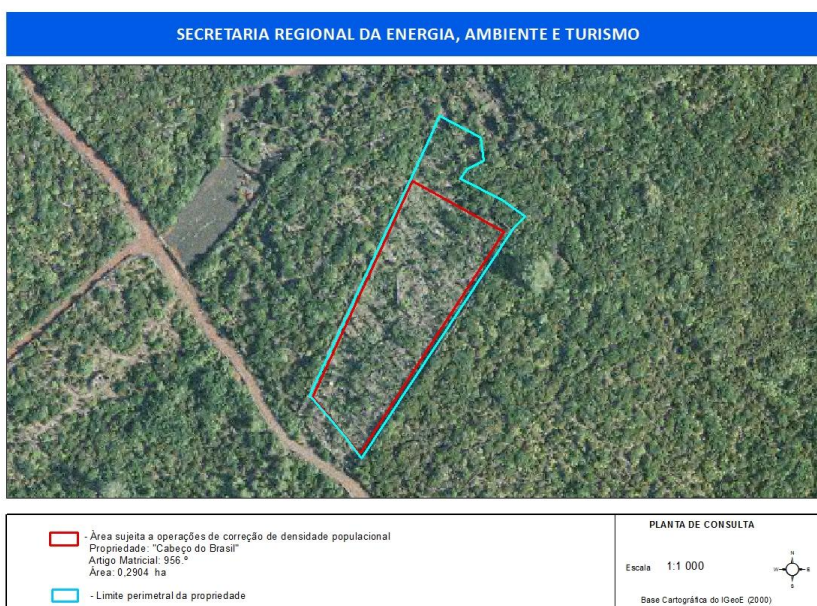 SECRETARIA REGIONAL DA ENERGIA, AMBIENTE E TURISMO
- Área sujeita a operações de correção de densidade populacional
Propriedade: "Cabeço do Brasil"
Artigo Matricial: 956.º
Área: 0,2904 ha
- Limite perimetral da propriedade
PLANTA DE CONSULTA
Escala 1:1 000
N
W E
S
Base Cartográfica do IGeoE (2000)